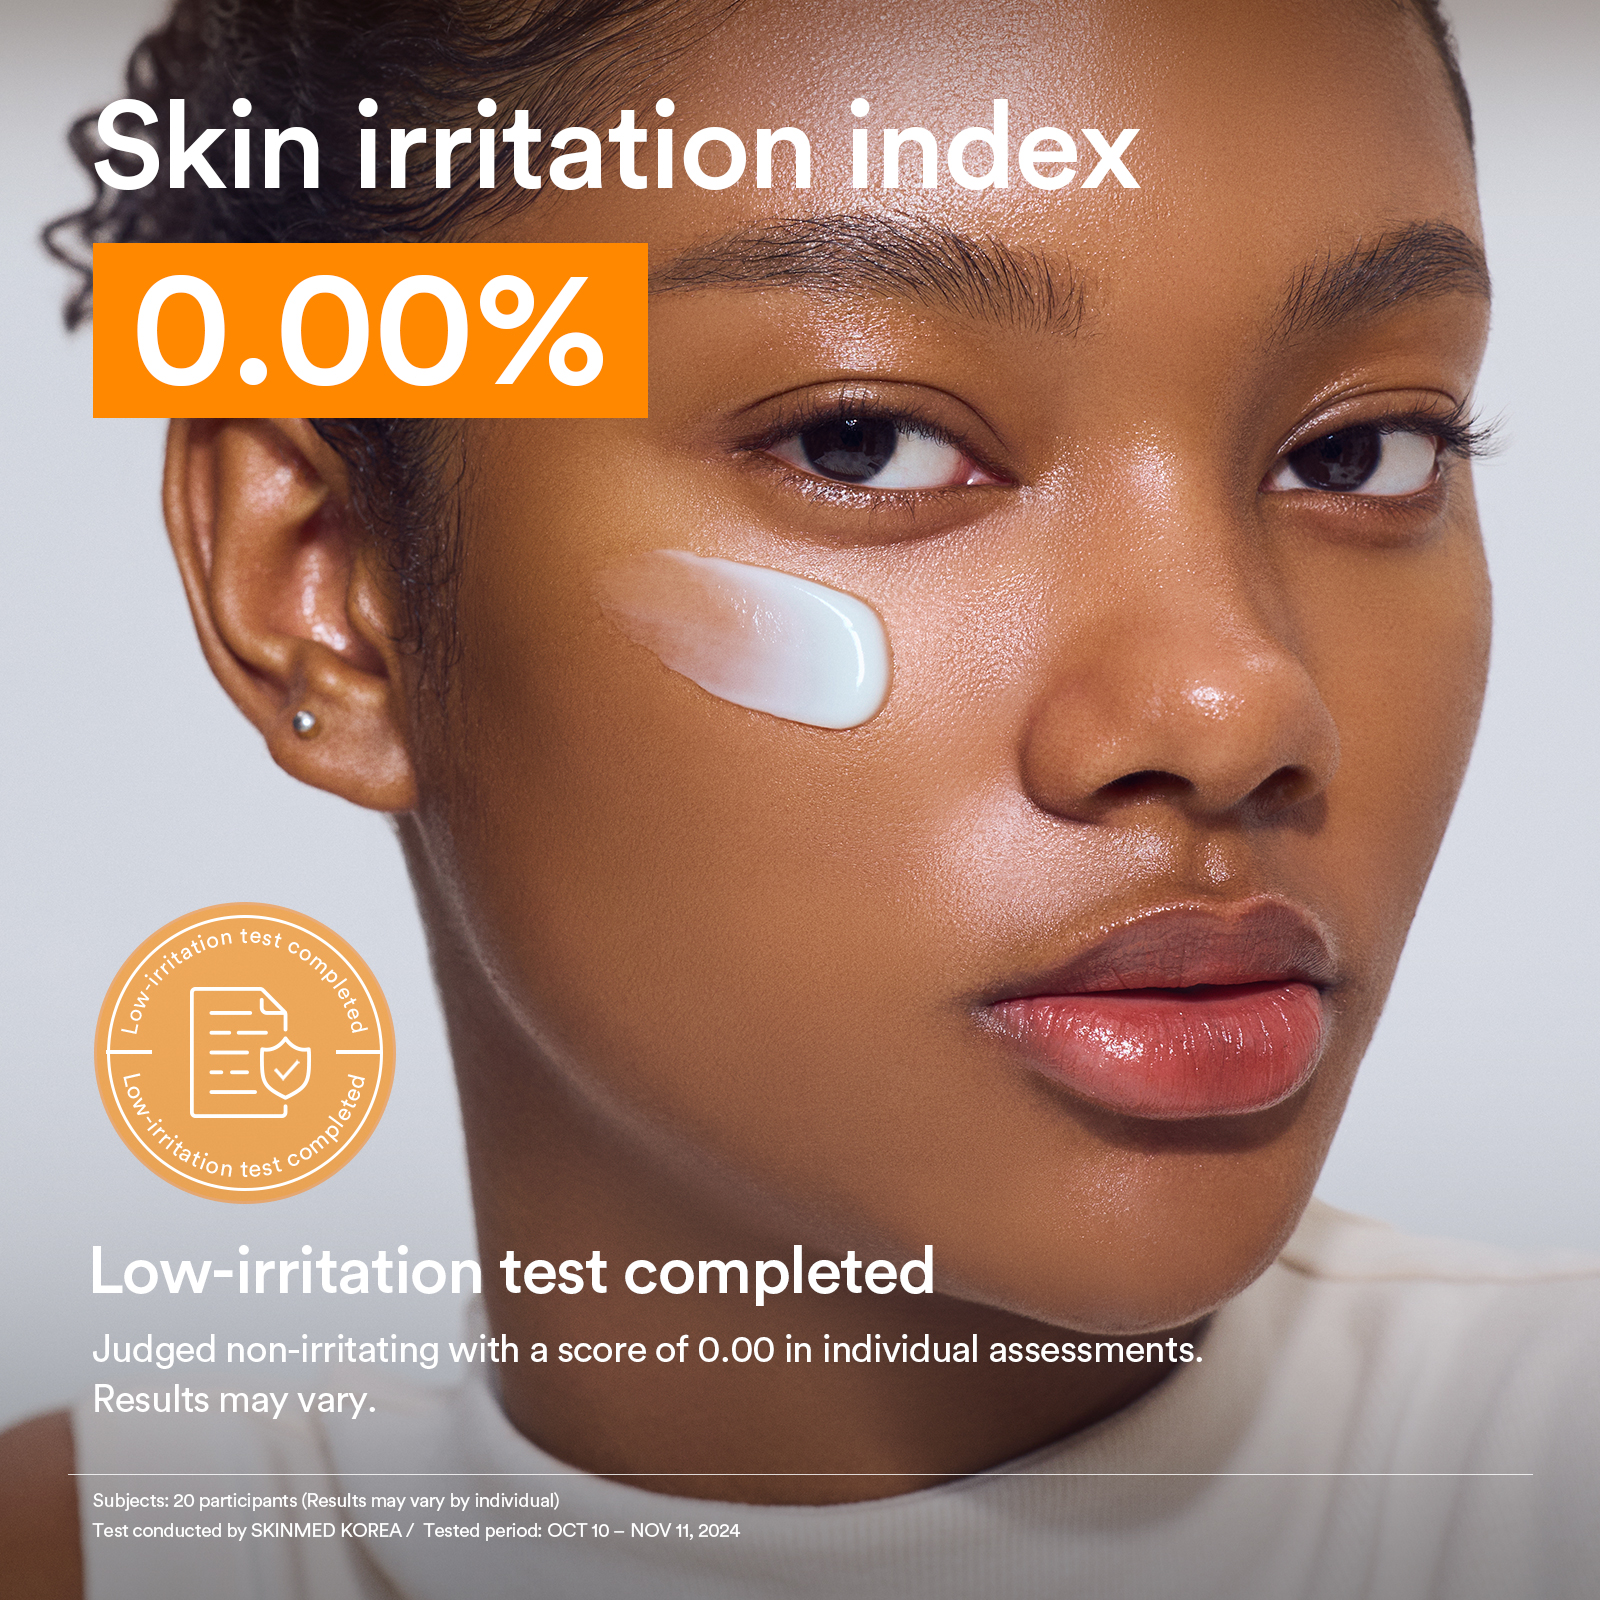 Skin irritation index
0.00%
Low-irritation test completed
Low-irritation test completed
Low-irritation test completed
Judged non-irritating with a score of 0.00 in individual assessments.
Results may vary.
Subjects: 20 participants (Results may vary by individual)
Test conducted by SKINMED KOREA / Tested period: OCT 10 – NOV 11, 2024